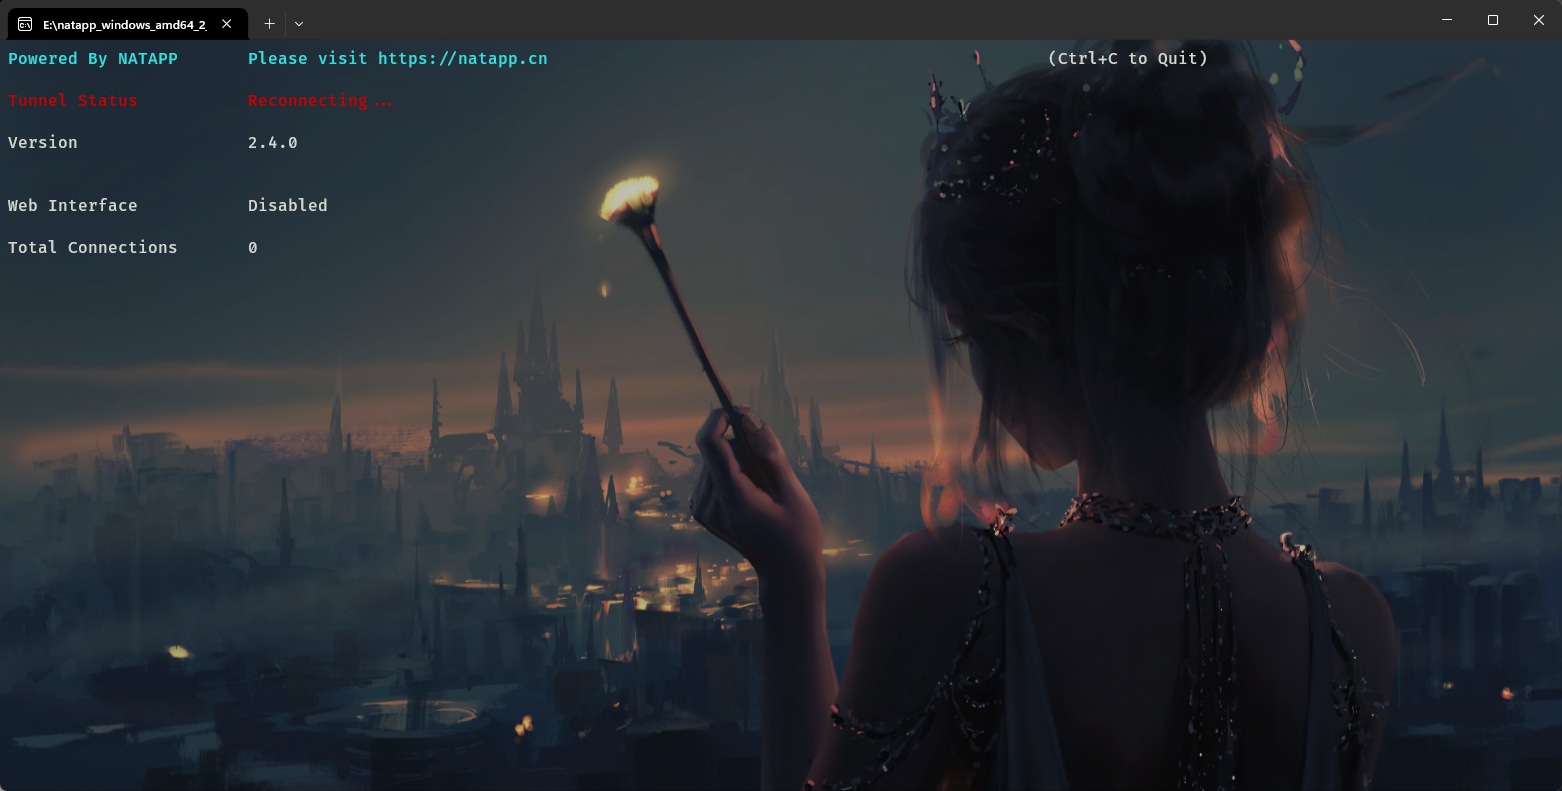 E:\natapp_windows_amd64_2_
Powered By NATAPP Please visit https://natapp.cn (Ctrl+C to Quit)
Tunnel Status Reconnecting...
Version 2.4.0
Web Interface Disabled
Total Connections 0